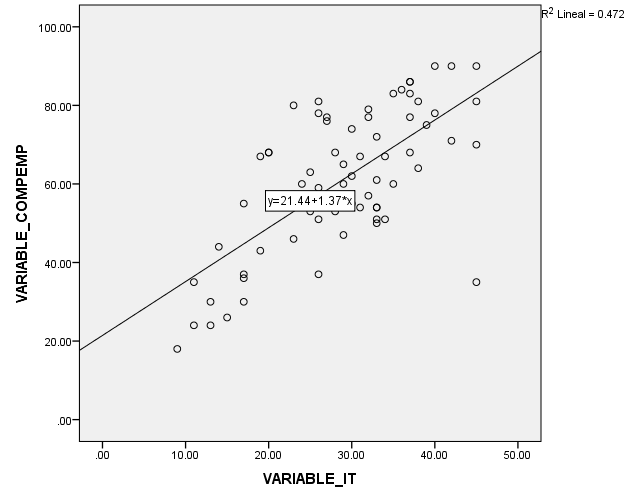 R2 Lineal = 0.472
100.00
80.00
60.00
40.00
20.00
.00
VARIABLE_COMPEMP
y=21.44+1.37*x
.00 10.00 20.00 30.00 40.00 50.00
VARIABLE_IT